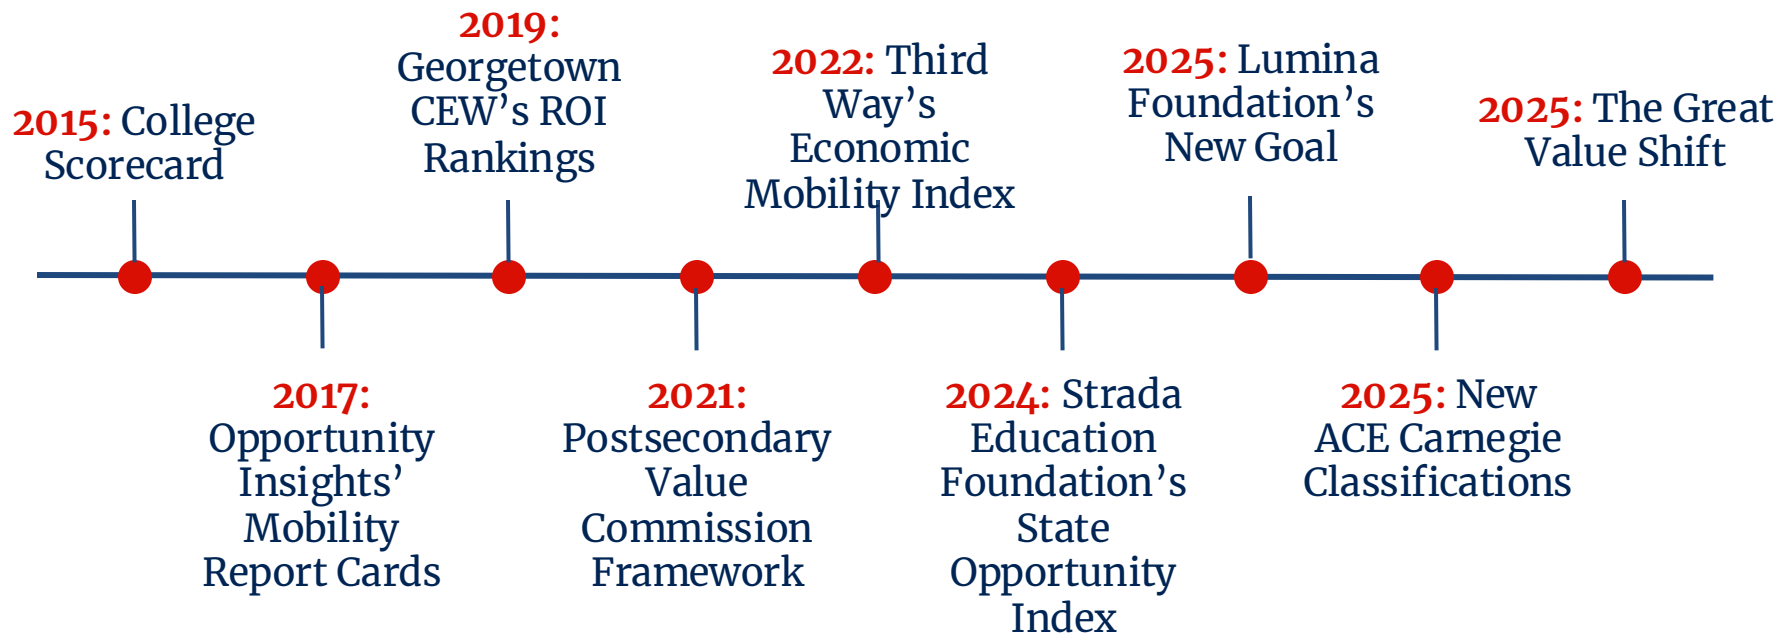 2015: College
Scorecard
2017:
Opportunity
Insights’
Mobility
Report Cards
2019:
Georgetown
CEW’s ROI
Rankings
2021:
Postsecondary
Value
Commission
Framework
2022: Third
Way’s
Economic
Mobility Index
2024: Strada
Education
Foundation’s
State
Opportunity
Index
2025: Lumina
Foundation’s
New Goal
2025: New
ACE Carnegie
Classifications
2025: The Great
Value Shift